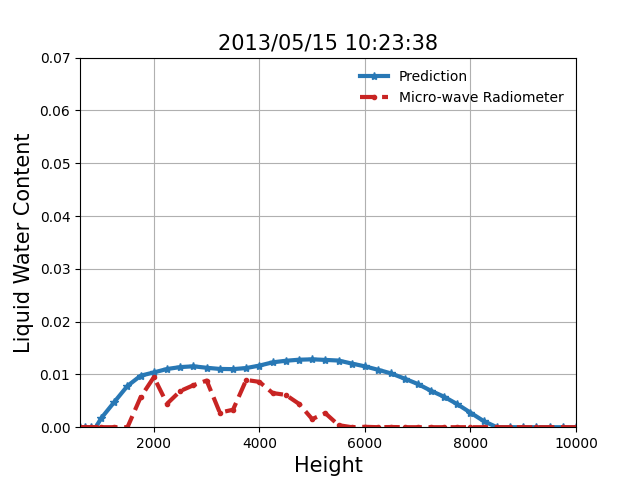 2013/05/15 10:23:38
Prediction
Micro-wave Radiometer
Liquid Water Content
0.07
0.06
0.05
0.04
0.03
0.02
0.01
0.00
2000 4000 6000 8000 10000
Height